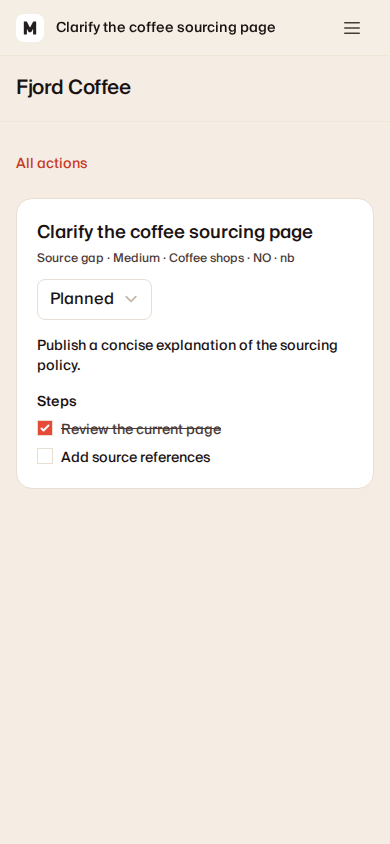 M Clarify the coffee sourcing page
Fjord Coffee
All actions
Clarify the coffee sourcing page
Source gap · Medium · Coffee shops · NO · nb
Planned
Publish a concise explanation of the sourcing
policy.
Steps
Review the current page
Add source references